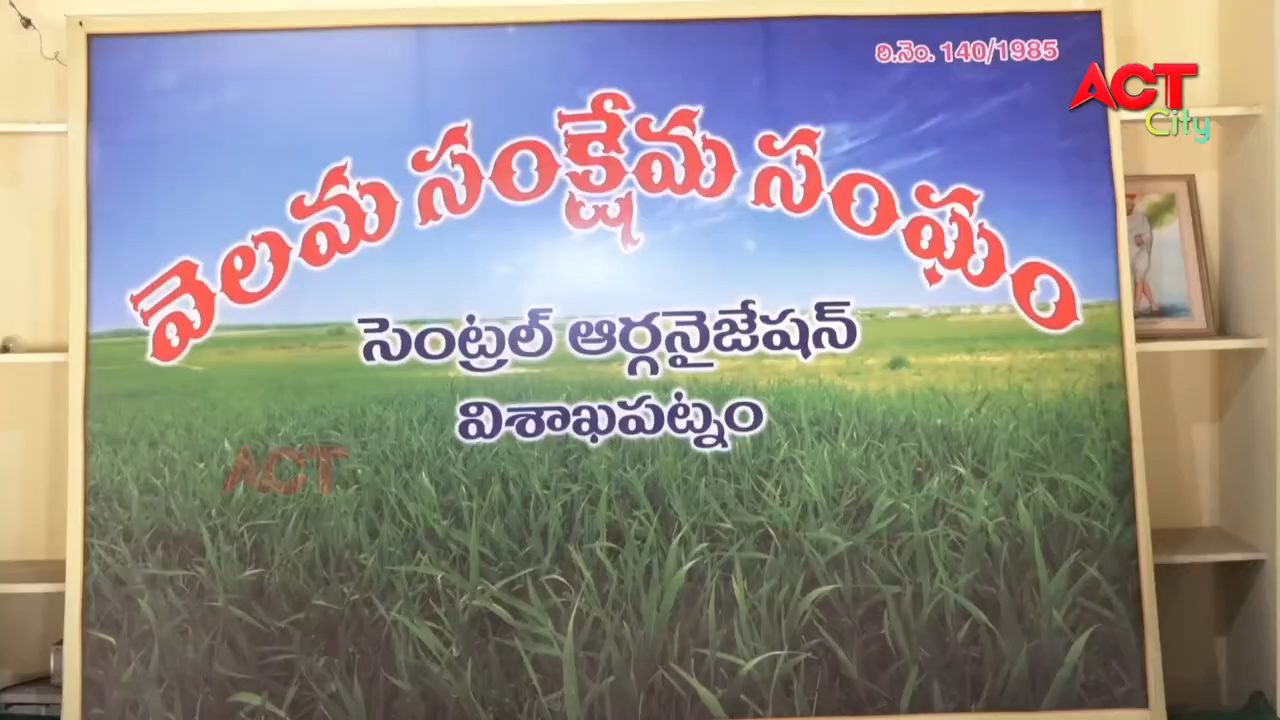 రి.నెం. 140/1985
ACT
City
వెలమ సంక్షేమ సంఘం
సెంట్రల్ ఆర్గనైజేషన్
విశాఖపట్నం
ACT